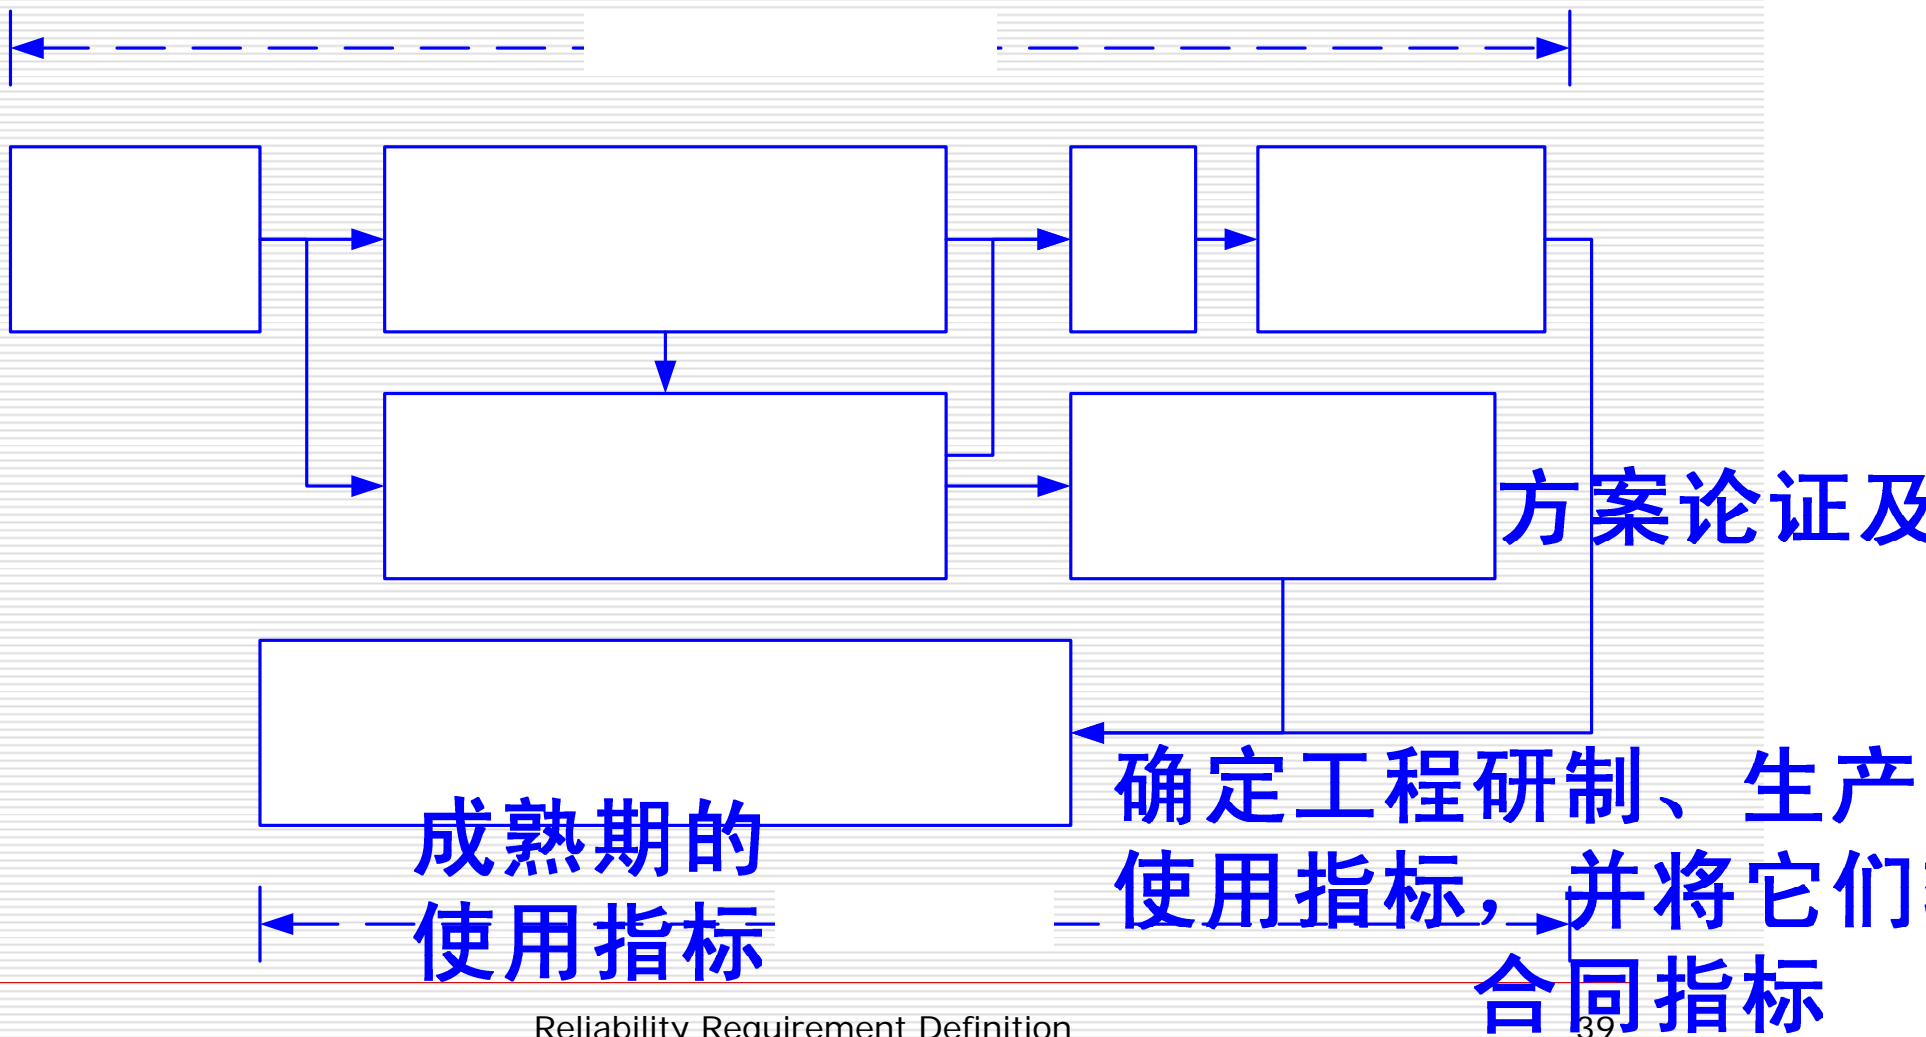 方案论证及
确定工程研制、生产
使用指标，并将它们
合同指标
成熟期的
使用指标
Reliability Requirement Definition
39